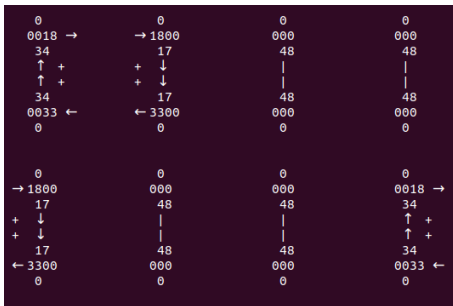 0 0 0 0
0018 → →1800 000 000
34 17 48 48
↑ + + ↓ | |
↑ + + ↓ | |
34 17 48 48
0033 ← ←3300 000 000
0 0 0 0
0 0 0 0
→1800 000 000 0018 →
17 48 48 34
+ ↓ | | ↑ +
+ ↓ | | ↑ +
17 48 48 34
←3300 000 000 0033 ←
0 0 0 0